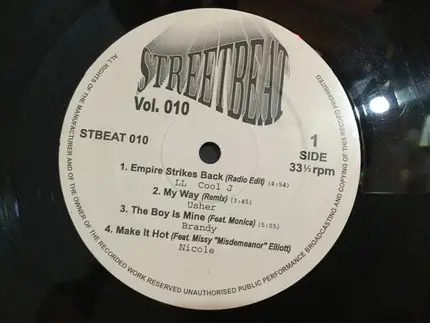 STREETBEAT
Vol. 010
STBEAT 010
1
SIDE
33⅓ rpm
1. Empire Strikes Back (Radio Edit) (4:54)
LL Cool J
2. My Way (Remix) (3:45)
Usher
3. The Boy Is Mine (Feat. Monica) (5:05)
Brandy
4. Make It Hot (Feat. Missy "Misdemeanor" Elliott)
Nicole
ALL RIGHTS OF THE MANUFACTURER AND OF THE OWNER OF THE RECORDED WORK RESERVED UNAUTHORISED PUBLIC PERFORMANCE BROADCASTING AND COPYING OF THIS RECORD PROHIBITED